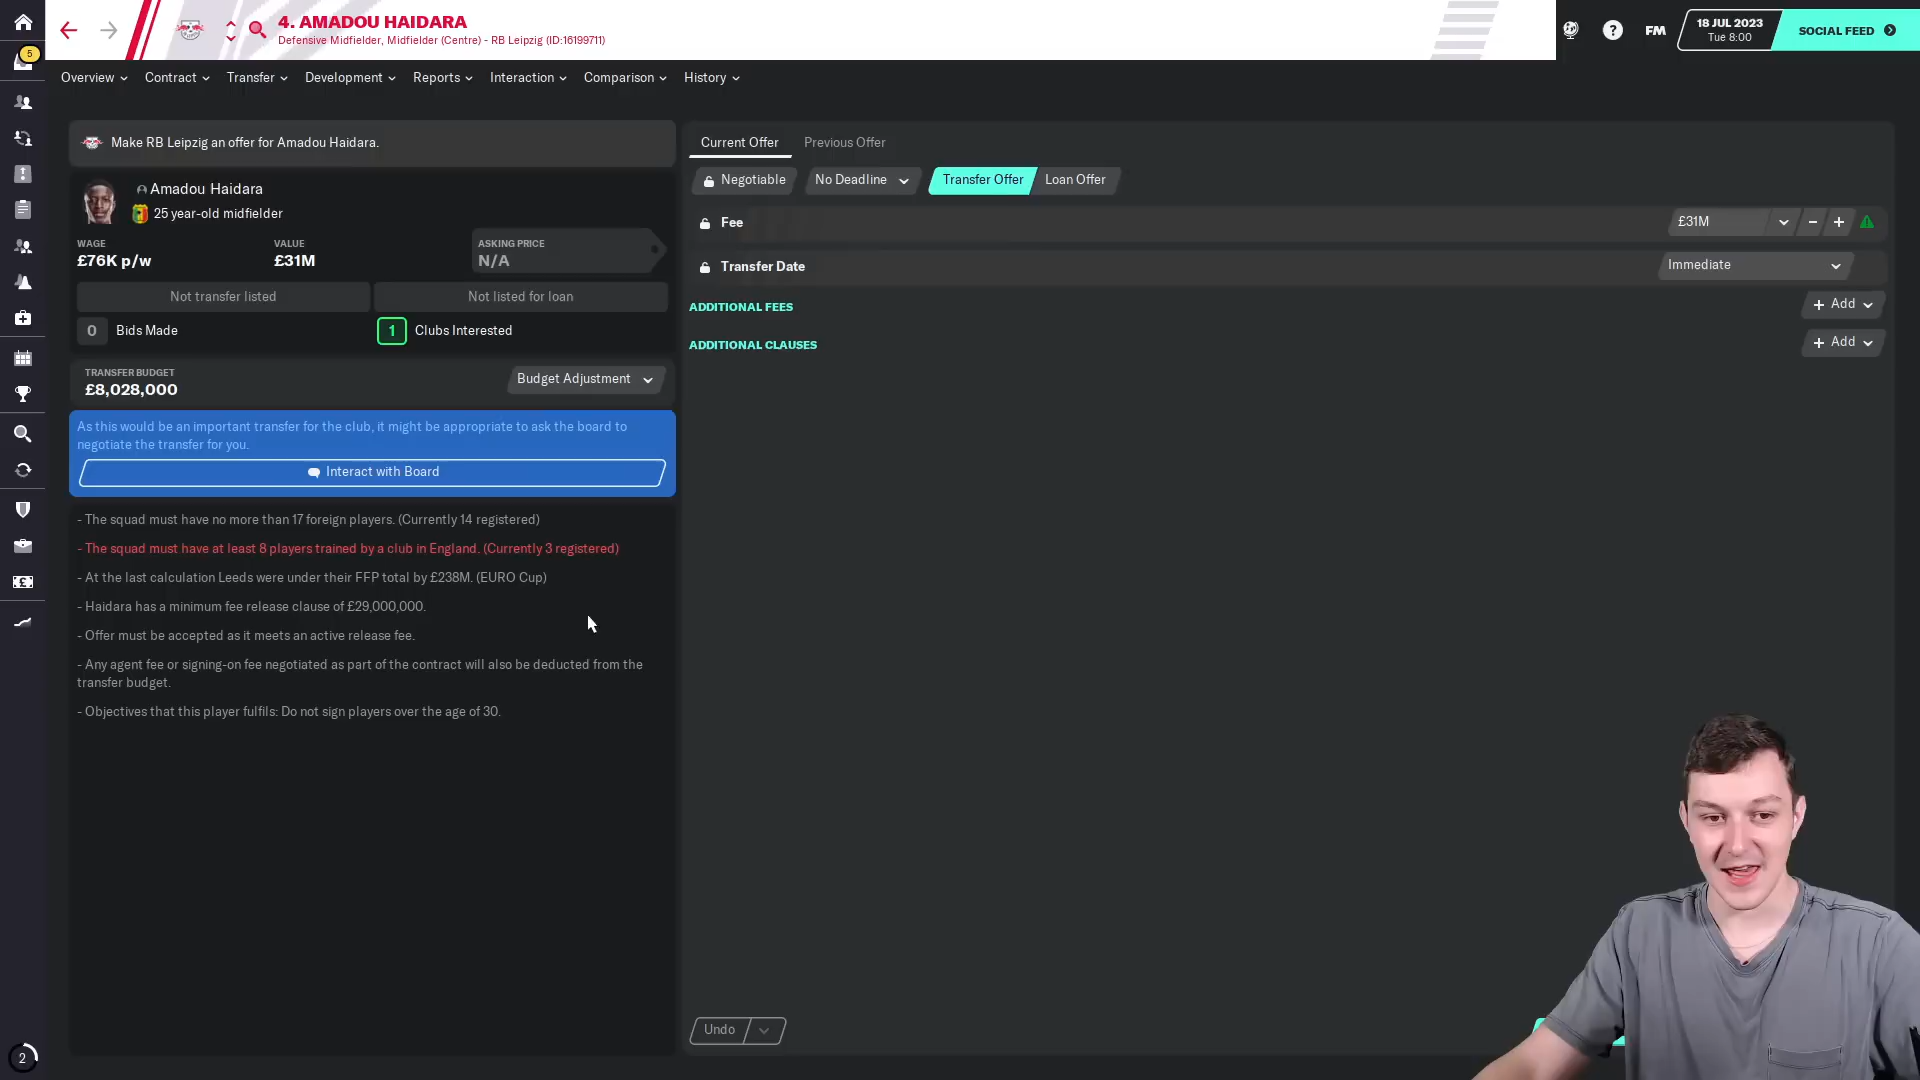 5
4. AMADOU HAIDARA
Defensive Midfielder, Midfielder (Centre) - RB Leipzig (ID:16199711)
?
FM
18 JUL 2023
Tue 8:00
SOCIAL FEED
Overview
Contract
Transfer
Development
Reports
Interaction
Comparison
History
Make RB Leipzig an offer for Amadou Haidara.
Amadou Haidara
25 year-old midfielder
WAGE
£76K p/w
VALUE
£31M
ASKING PRICE
N/A
Not transfer listed
Not listed for loan
0 Bids Made
1 Clubs Interested
TRANSFER BUDGET
£8,028,000
Budget Adjustment
As this would be an important transfer for the club, it might be appropriate to ask the board to
negotiate the transfer for you.
Interact with Board
- The squad must have no more than 17 foreign players. (Currently 14 registered)
- The squad must have at least 8 players trained by a club in England. (Currently 3 registered)
- At the last calculation Leeds were under their FFP total by £238M. (EURO Cup)
- Haidara has a minimum fee release clause of £29,000,000.
- Offer must be accepted as it meets an active release fee.
- Any agent fee or signing-on fee negotiated as part of the contract will also be deducted from the
transfer budget.
- Objectives that this player fulfils: Do not sign players over the age of 30.
Current Offer
Previous Offer
Negotiable
No Deadline
Transfer Offer
Loan Offer
Fee
£31M
Transfer Date
Immediate
ADDITIONAL FEES
+ Add
ADDITIONAL CLAUSES
+ Add
Undo
2